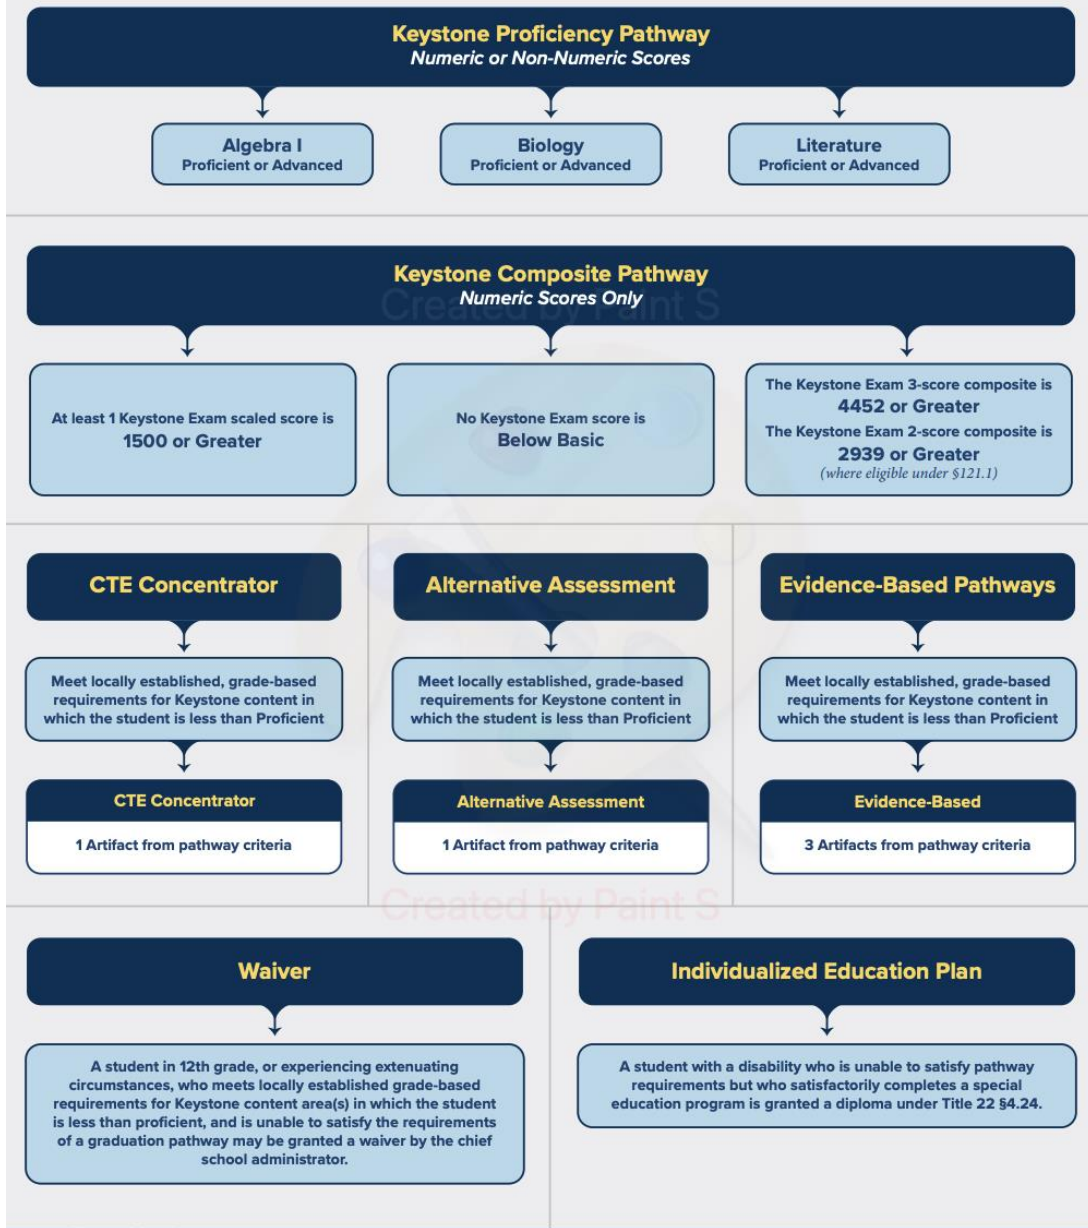 Keystone Proficiency Pathway
Numeric or Non-Numeric Scores
Algebra I
Proficient or Advanced
Biology
Proficient or Advanced
Literature
Proficient or Advanced
Keystone Composite Pathway
Numeric Scores Only
Created by Paint S
At least 1 Keystone Exam scaled score is
1500 or Greater
No Keystone Exam score is
Below Basic
The Keystone Exam 3-score composite is
4452 or Greater
The Keystone Exam 2-score composite is
2939 or Greater
(where eligible under §121.1)
CTE Concentrator
Meet locally established, grade-based
requirements for Keystone content in
which the student is less than Proficient
CTE Concentrator
1 Artifact from pathway criteria
Alternative Assessment
Meet locally established, grade-based
requirements for Keystone content in
which the student is less than Proficient
Alternative Assessment
1 Artifact from pathway criteria
Evidence-Based Pathways
Meet locally established, grade-based
requirements for Keystone content in
which the student is less than Proficient
Evidence-Based
3 Artifacts from pathway criteria
Created by Paint S
Waiver
A student in 12th grade, or experiencing extenuating
circumstances, who meets locally established grade-based
requirements for Keystone content area(s) in which the student
is less than proficient, and is unable to satisfy the requirements
of a graduation pathway may be granted a waiver by the chief
school administrator.
Individualized Education Plan
A student with a disability who is unable to satisfy pathway
requirements but who satisfactorily completes a special
education program is granted a diploma under Title 22 §4.24.